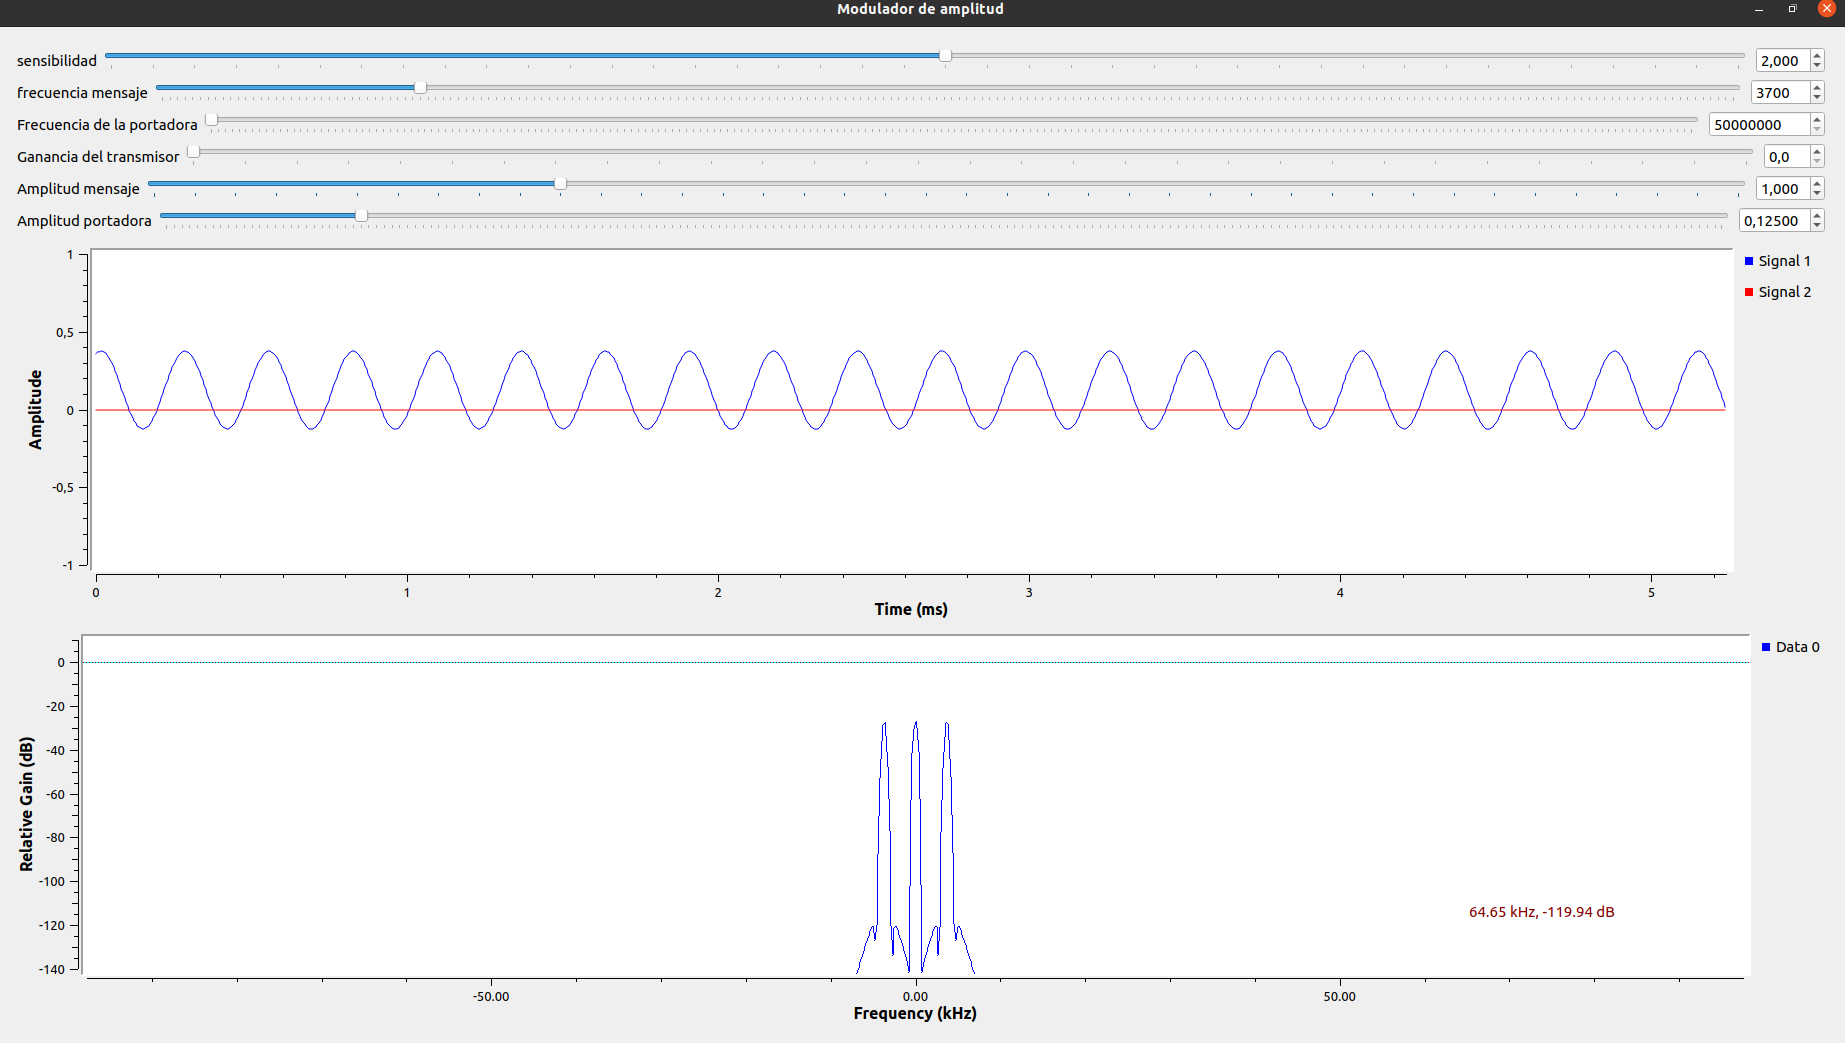 Modulador de amplitud
sensibilidad 2,000
frecuencia mensaje 3700
Frecuencia de la portadora 50000000
Ganancia del transmisor 0,0
Amplitud mensaje 1,000
Amplitud portadora 0,12500
1
0,5
0
-0,5
-1
Amplitude
Signal 1
Signal 2
0 1 2 3 4 5
Time (ms)
0
-20
-40
-60
-80
-100
-120
-140
Relative Gain (dB)
Data 0
64.65 kHz, -119.94 dB
-50.00 0.00 50.00
Frequency (kHz)